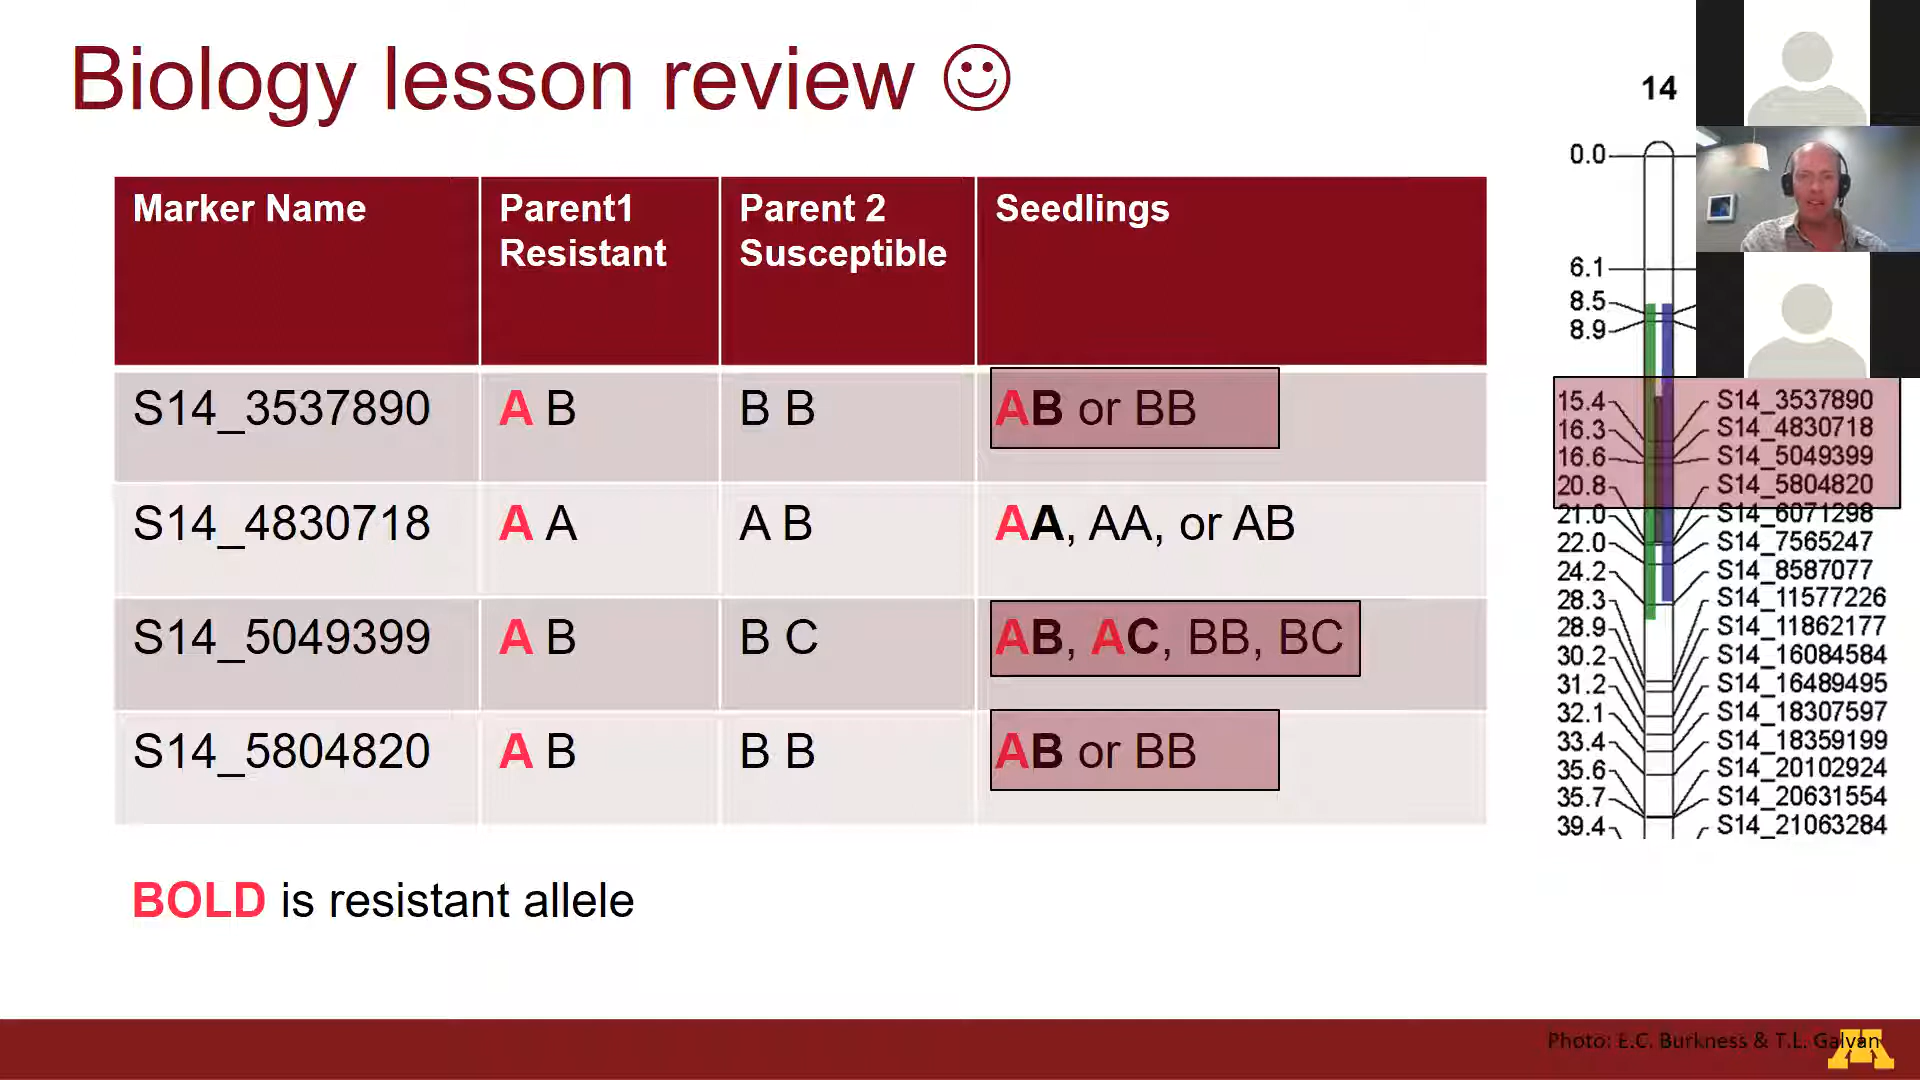 Biology lesson review
Marker Name
Parent1
Resistant
Parent 2
Susceptible
Seedlings
S14_3537890
A B
B B
AB or BB
S14_4830718
A A
A B
AA, AA, or AB
S14_5049399
A B
B C
AB, AC, BB, BC
S14_5804820
A B
B B
AB or BB
BOLD is resistant allele
14
0.0
6.1
8.5
8.9
15.4 S14_3537890
16.3 S14_4830718
16.6 S14_5049399
20.8 S14_5804820
21.0 S14_6071298
22.0 S14_7565247
24.2 S14_8587077
28.3 S14_11577226
28.9 S14_11862177
30.2 S14_16084584
31.2 S14_16489495
32.1 S14_18307597
33.4 S14_18359199
35.6 S14_20102924
35.7 S14_20631554
39.4 S14_21063284
Photo: E.C. Burkness & T.L. Galvan